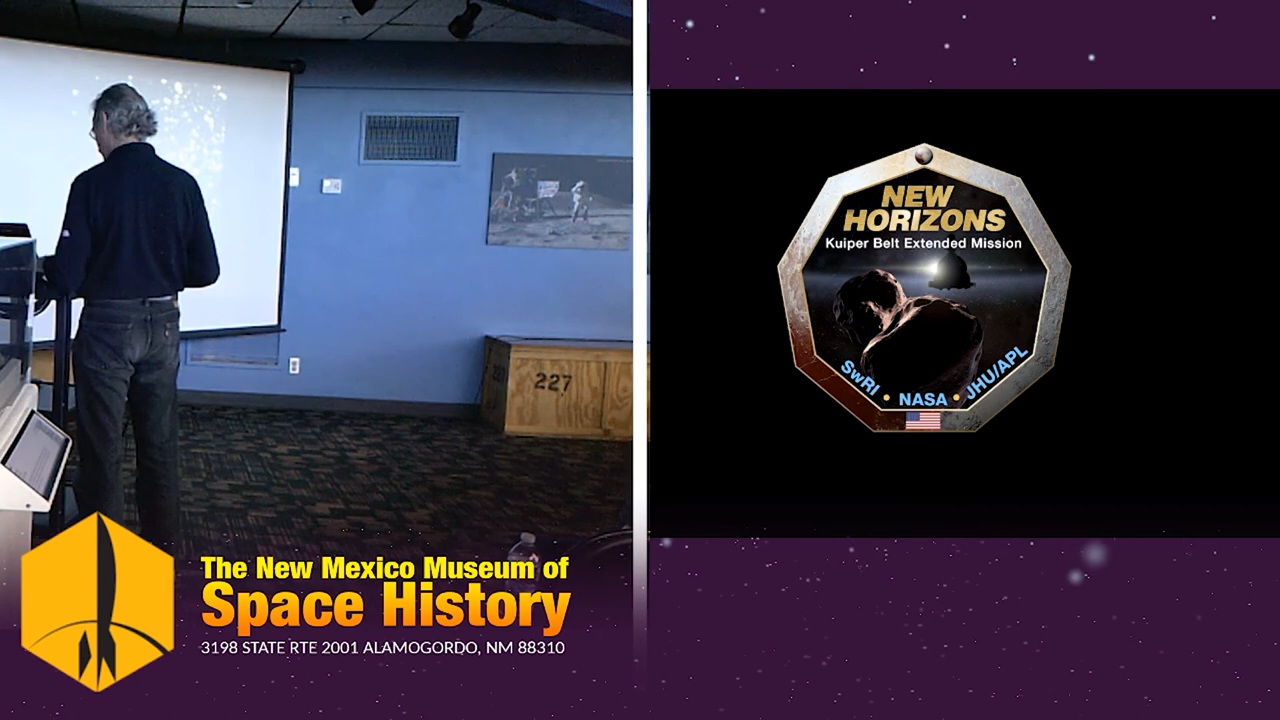 227
The New Mexico Museum of
Space History
3198 STATE RTE 2001 ALAMOGORDO, NM 88310
NEW
HORIZONS
Kuiper Belt Extended Mission
SwRI • NASA • JHU/APL